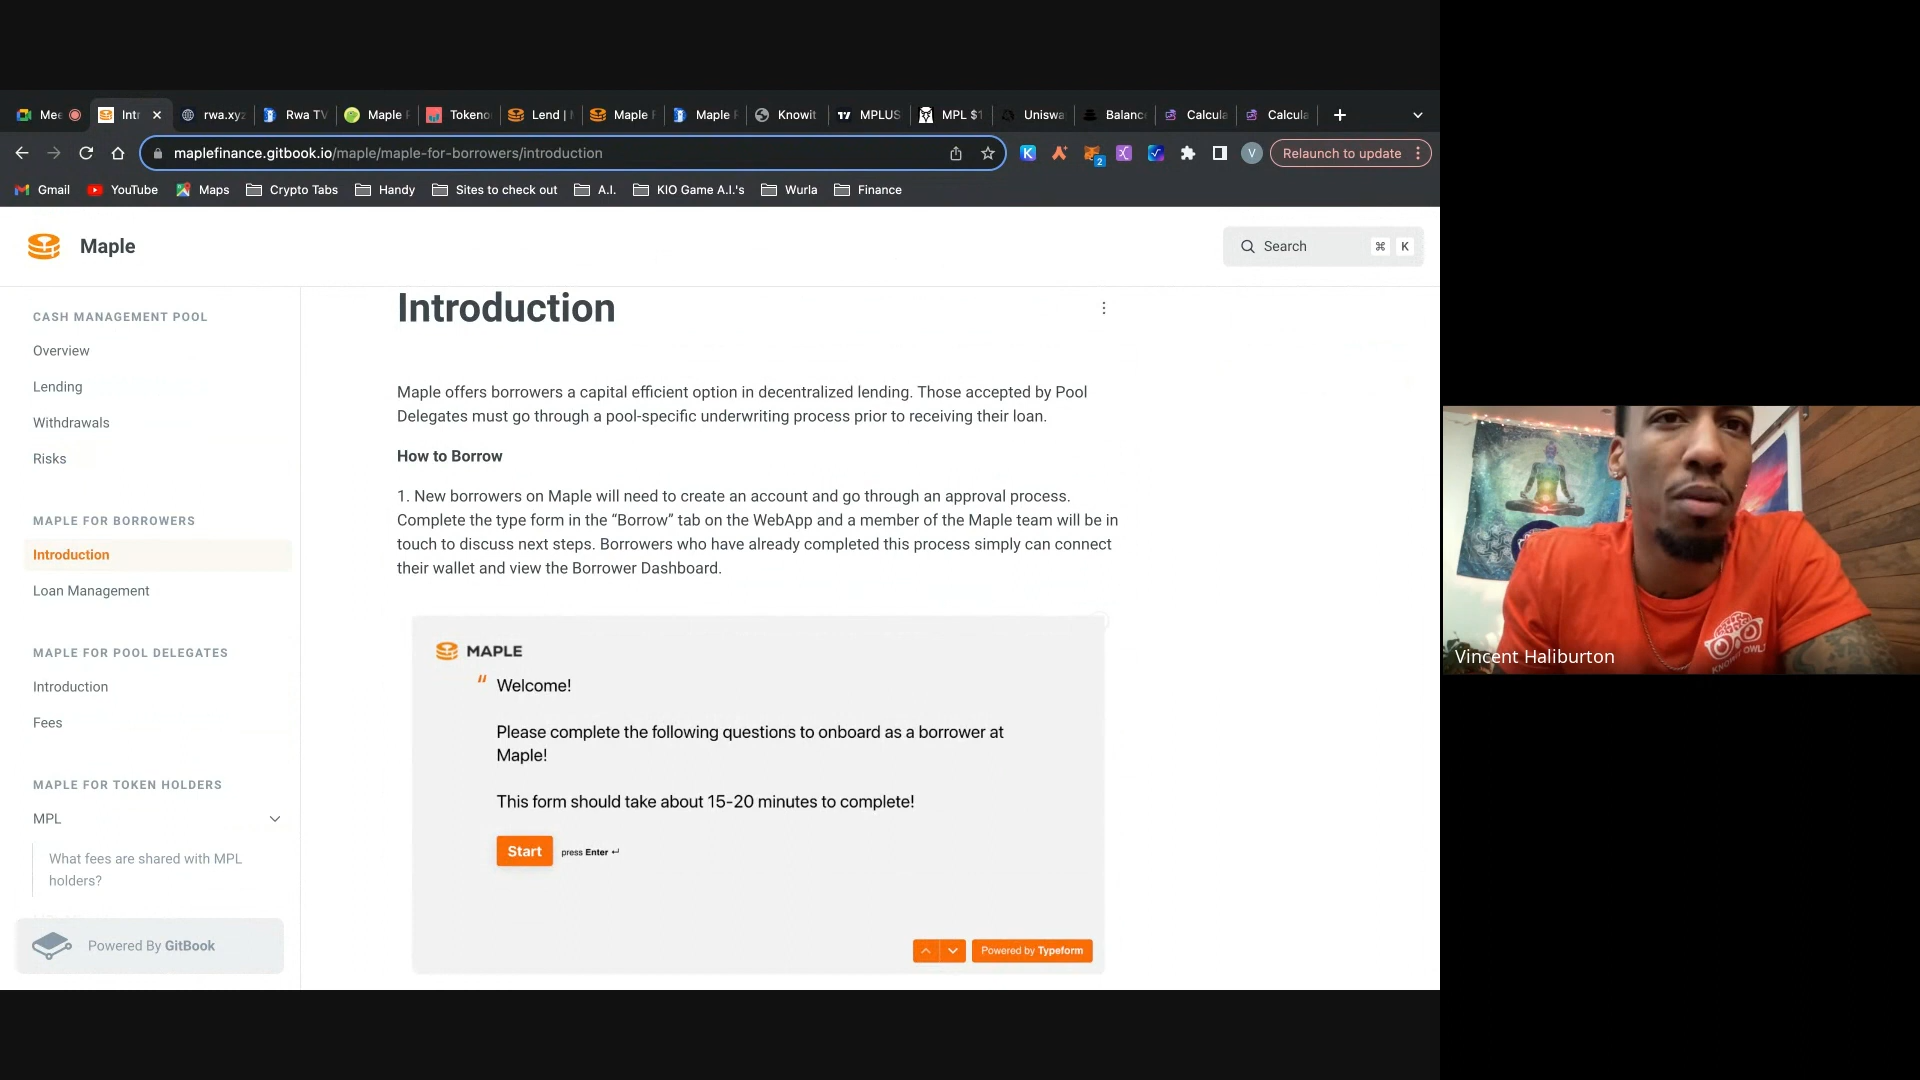 Mee
Intr
rwa.xyz
Rwa TV
Maple F
Tokeno
Lend | M
Maple F
Maple F
Knowit
MPLUS
MPL $1
Uniswa
Balance
Calcula
Calcula
maplefinance.gitbook.io/maple/maple-for-borrowers/introduction
2
V
Relaunch to update
Gmail
YouTube
Maps
Crypto Tabs
Handy
Sites to check out
A.I.
KIO Game A.I.'s
Wurla
Finance
Maple
Search
⌘ K
CASH MANAGEMENT POOL
Overview
Lending
Withdrawals
Risks
MAPLE FOR BORROWERS
Introduction
Loan Management
MAPLE FOR POOL DELEGATES
Introduction
Fees
MAPLE FOR TOKEN HOLDERS
MPL
What fees are shared with MPL
holders?
Powered By GitBook
Introduction
Maple offers borrowers a capital efficient option in decentralized lending. Those accepted by Pool
Delegates must go through a pool-specific underwriting process prior to receiving their loan.
How to Borrow
1. New borrowers on Maple will need to create an account and go through an approval process.
Complete the type form in the “Borrow” tab on the WebApp and a member of the Maple team will be in
touch to discuss next steps. Borrowers who have already completed this process simply can connect
their wallet and view the Borrower Dashboard.
MAPLE
" Welcome!
Please complete the following questions to onboard as a borrower at
Maple!
This form should take about 15-20 minutes to complete!
Start
press Enter ↵
Powered by Typeform
KNOWIT OWL
Vincent Haliburton